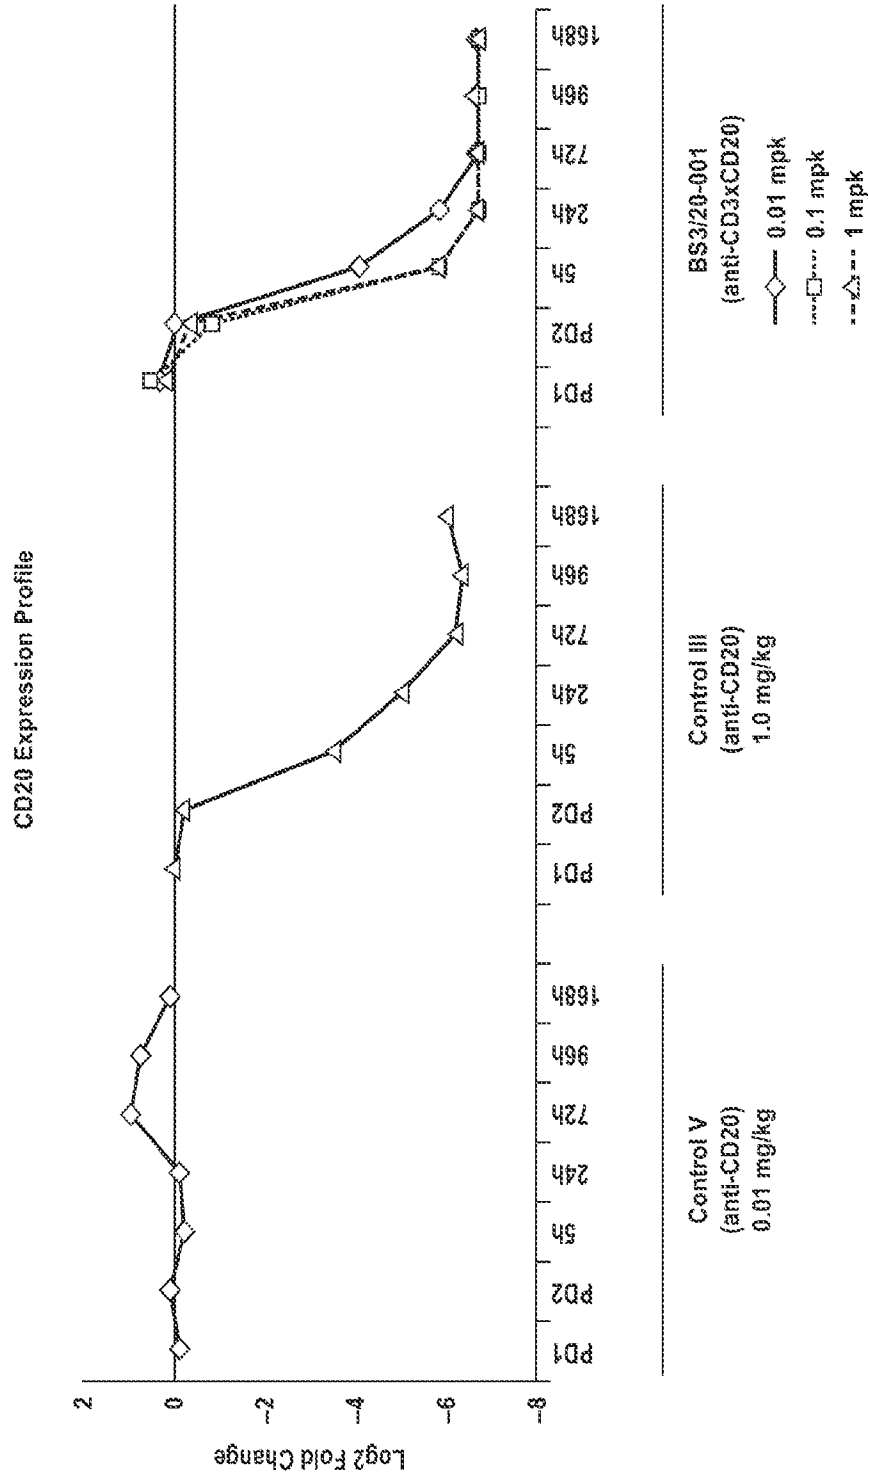 CD20 Expression Profile
Log2 Fold Change
2
0
-2
-4
-6
-8
PD1
PD2
5h
24h
72h
96h
168h
PD1
PD2
5h
24h
72h
96h
168h
PD1
PD2
5h
24h
72h
96h
168h
Control V
(anti-CD20)
0.01 mg/kg
Control III
(anti-CD20)
1.0 mg/kg
BS3/20-001
(anti-CD3xCD20)
0.01 mpk
0.1 mpk
1 mpk